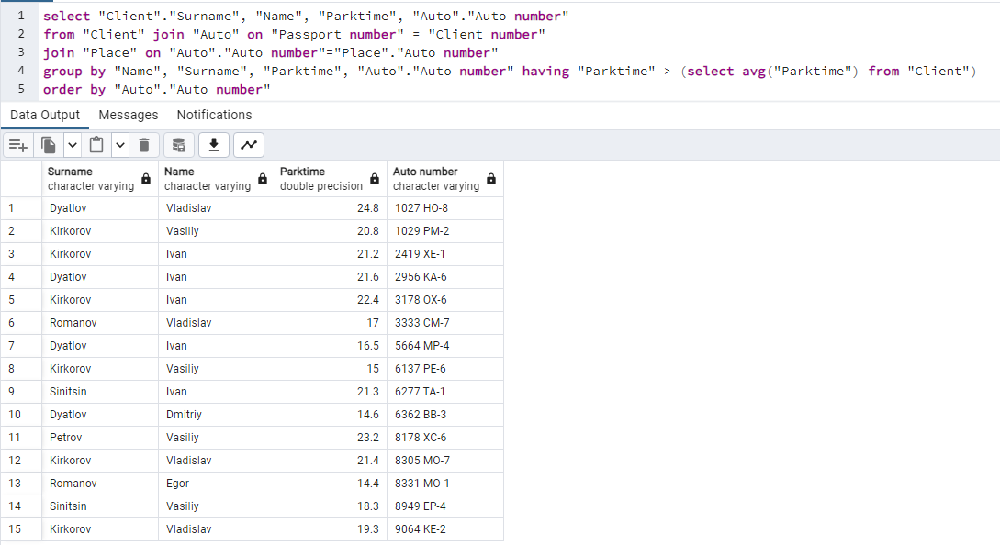 1 select "Client"."Surname", "Name", "Parktime", "Auto"."Auto number"
2 from "Client" join "Auto" on "Passport number" = "Client number"
3 join "Place" on "Auto"."Auto number"="Place"."Auto number"
4 group by "Name", "Surname", "Parktime", "Auto"."Auto number" having "Parktime" > (select avg("Parktime") from "Client")
5 order by "Auto"."Auto number"
Data Output Messages Notifications
Surname Name Parktime Auto number
character varying character varying double precision character varying
1 Dyatlov Vladislav 24.8 1027 HO-8
2 Kirkorov Vasiliy 20.8 1029 PM-2
3 Kirkorov Ivan 21.2 2419 XE-1
4 Dyatlov Ivan 21.6 2956 KA-6
5 Kirkorov Ivan 22.4 3178 OX-6
6 Romanov Vladislav 17 3333 CM-7
7 Dyatlov Ivan 16.5 5664 MP-4
8 Kirkorov Vasiliy 15 6137 PE-6
9 Sinitsin Ivan 21.3 6277 TA-1
10 Dyatlov Dmitriy 14.6 6362 BB-3
11 Petrov Vasiliy 23.2 8178 XC-6
12 Kirkorov Vladislav 21.4 8305 MO-7
13 Romanov Egor 14.4 8331 MO-1
14 Sinitsin Vasiliy 18.3 8949 EP-4
15 Kirkorov Vladislav 19.3 9064 KE-2